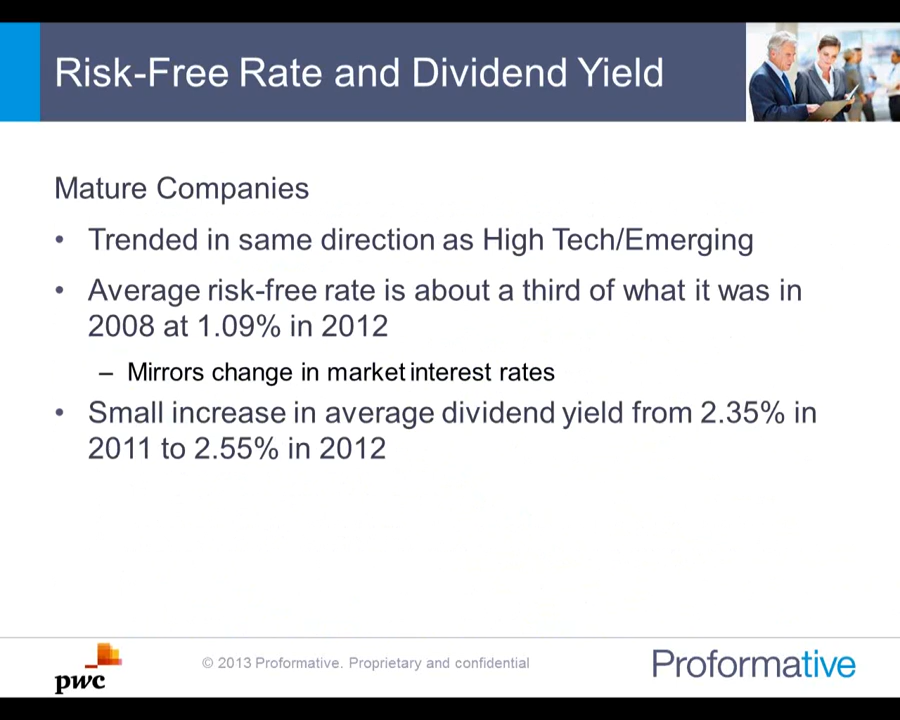 Risk-Free Rate and Dividend Yield
Mature Companies
• Trended in same direction as High Tech/Emerging
• Average risk-free rate is about a third of what it was in
2008 at 1.09% in 2012
– Mirrors change in market interest rates
• Small increase in average dividend yield from 2.35% in
2011 to 2.55% in 2012
pwc
© 2013 Proformative. Proprietary and confidential
Proformative